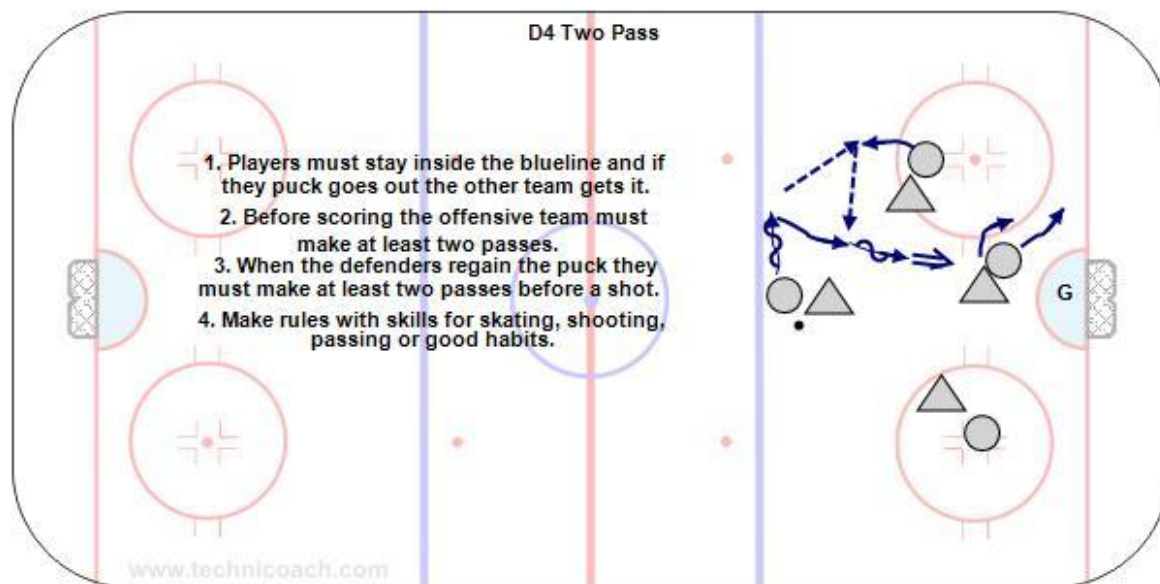 D4 Two Pass
1. Players must stay inside the blueline and if
they puck goes out the other team gets it.
2. Before scoring the offensive team must
make at least two passes.
3. When the defenders regain the puck they
must make at least two passes before a shot.
4. Make rules with skills for skating, shooting,
passing or good habits.
G
www.technicoach.com